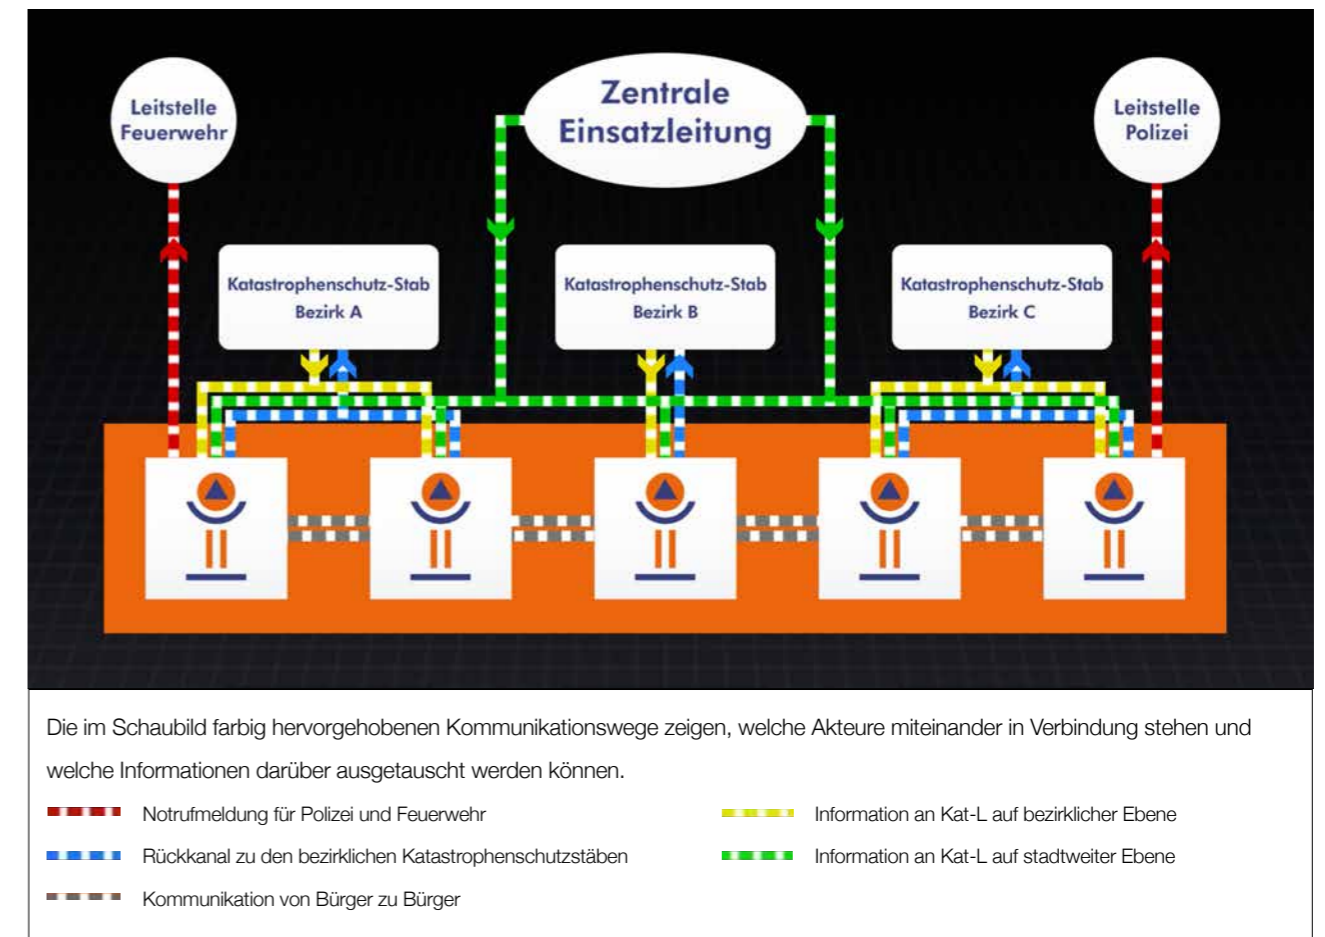 Leitstelle
Feuerwehr
Zentrale
Einsatzleitung
Leitstelle
Polizei
Katastrophenschutz-Stab
Bezirk A
Katastrophenschutz-Stab
Bezirk B
Katastrophenschutz-Stab
Bezirk C
Die im Schaubild farbig hervorgehobenen Kommunikationswege zeigen, welche Akteure miteinander in Verbindung stehen und
welche Informationen darüber ausgetauscht werden können.
Notrufmeldung für Polizei und Feuerwehr
Rückkanal zu den bezirklichen Katastrophenschutzstäben
Kommunikation von Bürger zu Bürger
Information an Kat-L auf bezirklicher Ebene
Information an Kat-L auf stadtweiter Ebene